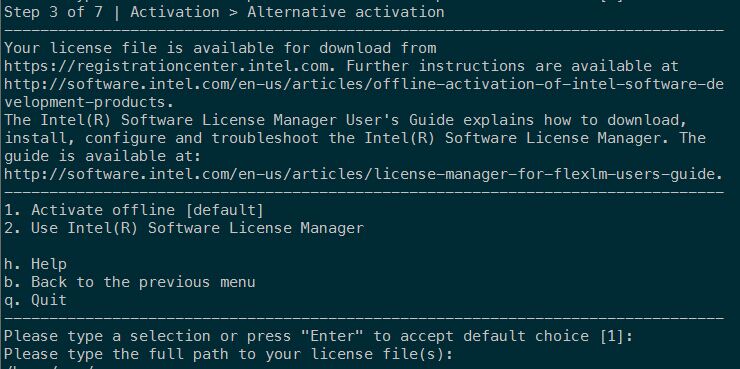 Step 3 of 7 | Activation > Alternative activation
--------------------------------------------------------------------------------
Your license file is available for download from
https://registrationcenter.intel.com. Further instructions are available at
http://software.intel.com/en-us/articles/offline-activation-of-intel-software-de
velopment-products.
The Intel(R) Software License Manager User's Guide explains how to download,
install, configure and troubleshoot the Intel(R) Software License Manager. The
guide is available at:
http://software.intel.com/en-us/articles/license-manager-for-flexlm-users-guide.
--------------------------------------------------------------------------------
1. Activate offline [default]
2. Use Intel(R) Software License Manager
h. Help
b. Back to the previous menu
q. Quit
--------------------------------------------------------------------------------
Please type a selection or press "Enter" to accept default choice [1]:
Please type the full path to your license file(s):